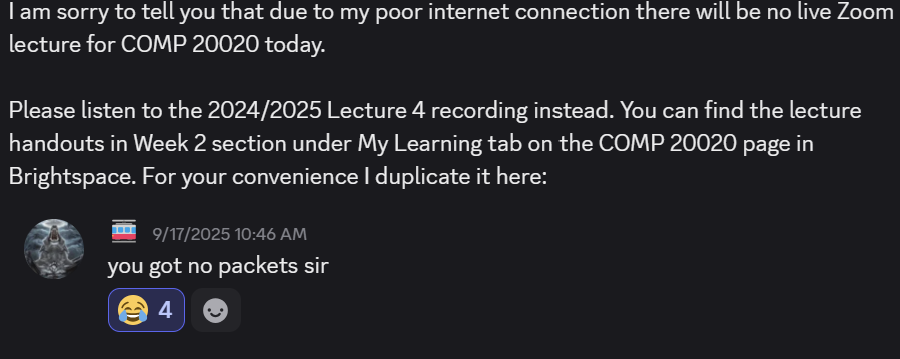 I am sorry to tell you that due to my poor internet connection there will be no live Zoom
lecture for COMP 20020 today.
Please listen to the 2024/2025 Lecture 4 recording instead. You can find the lecture
handouts in Week 2 section under My Learning tab on the COMP 20020 page in
Brightspace. For your convenience I duplicate it here:
9/17/2025 10:46 AM
you got no packets sir
4